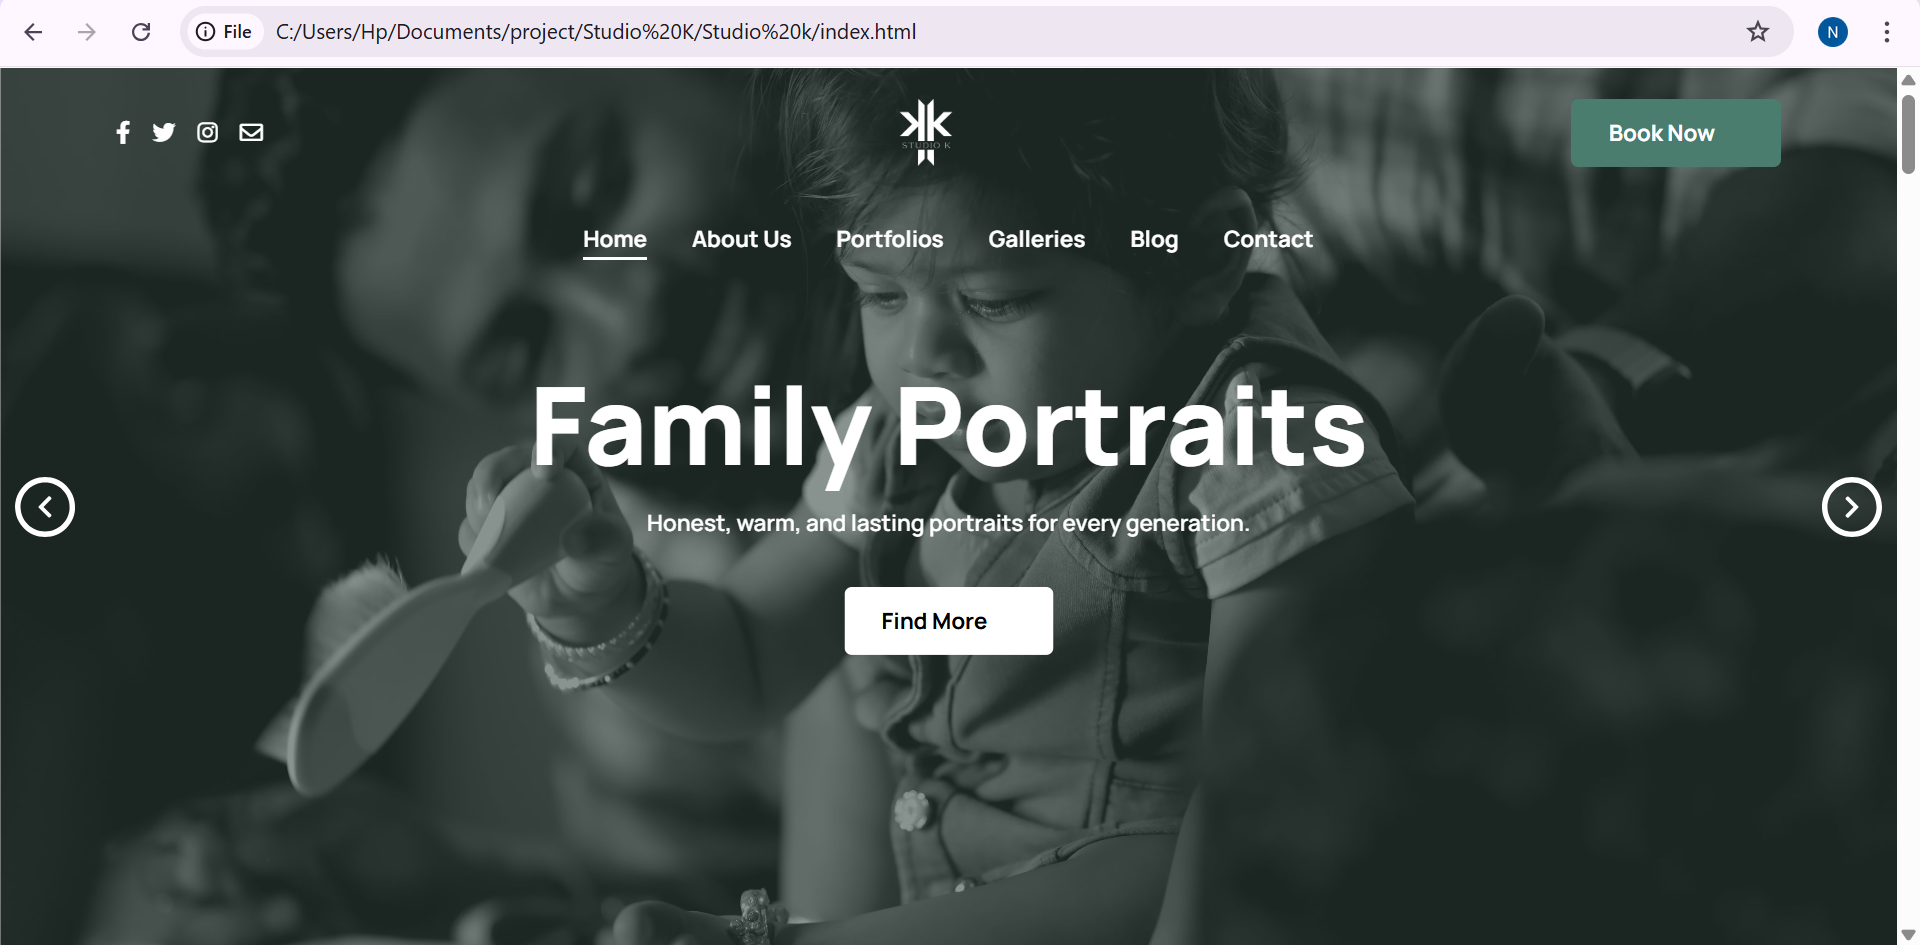 File C:/Users/Hp/Documents/project/Studio%20K/Studio%20k/index.html
N
STUDIO K
Book Now
Home About Us Portfolios Galleries Blog Contact
Family Portraits
Honest, warm, and lasting portraits for every generation.
Find More